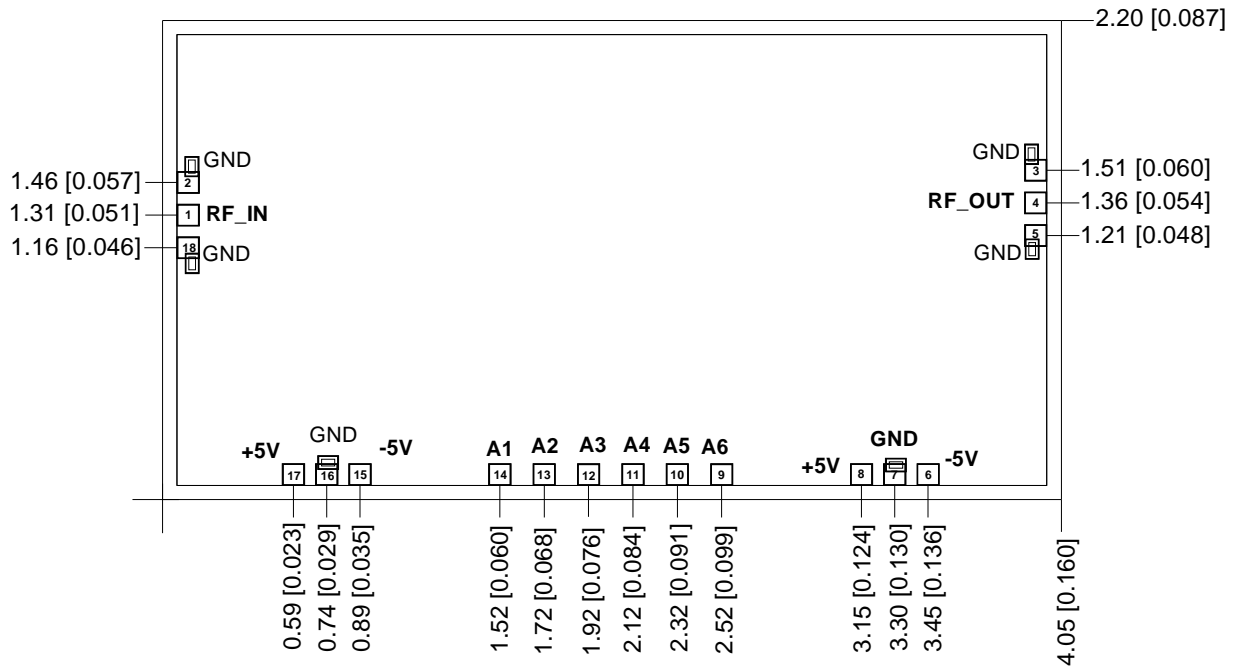 2.20 [0.087]
GND
GND
2
3
1.46 [0.057]
1.51 [0.060]
1.31 [0.051]
1
RF_IN
RF_OUT
4
1.36 [0.054]
1.16 [0.046]
18
GND
5
1.21 [0.048]
GND
+5V
GND
-5V
A1
A2
A3
A4
A5
A6
+5V
GND
-5V
17
16
15
14
13
12
11
10
9
8
7
6
0.59 [0.023]
0.74 [0.029]
0.89 [0.035]
1.52 [0.060]
1.72 [0.068]
1.92 [0.076]
2.12 [0.084]
2.32 [0.091]
2.52 [0.099]
3.15 [0.124]
3.30 [0.130]
3.45 [0.136]
4.05 [0.160]